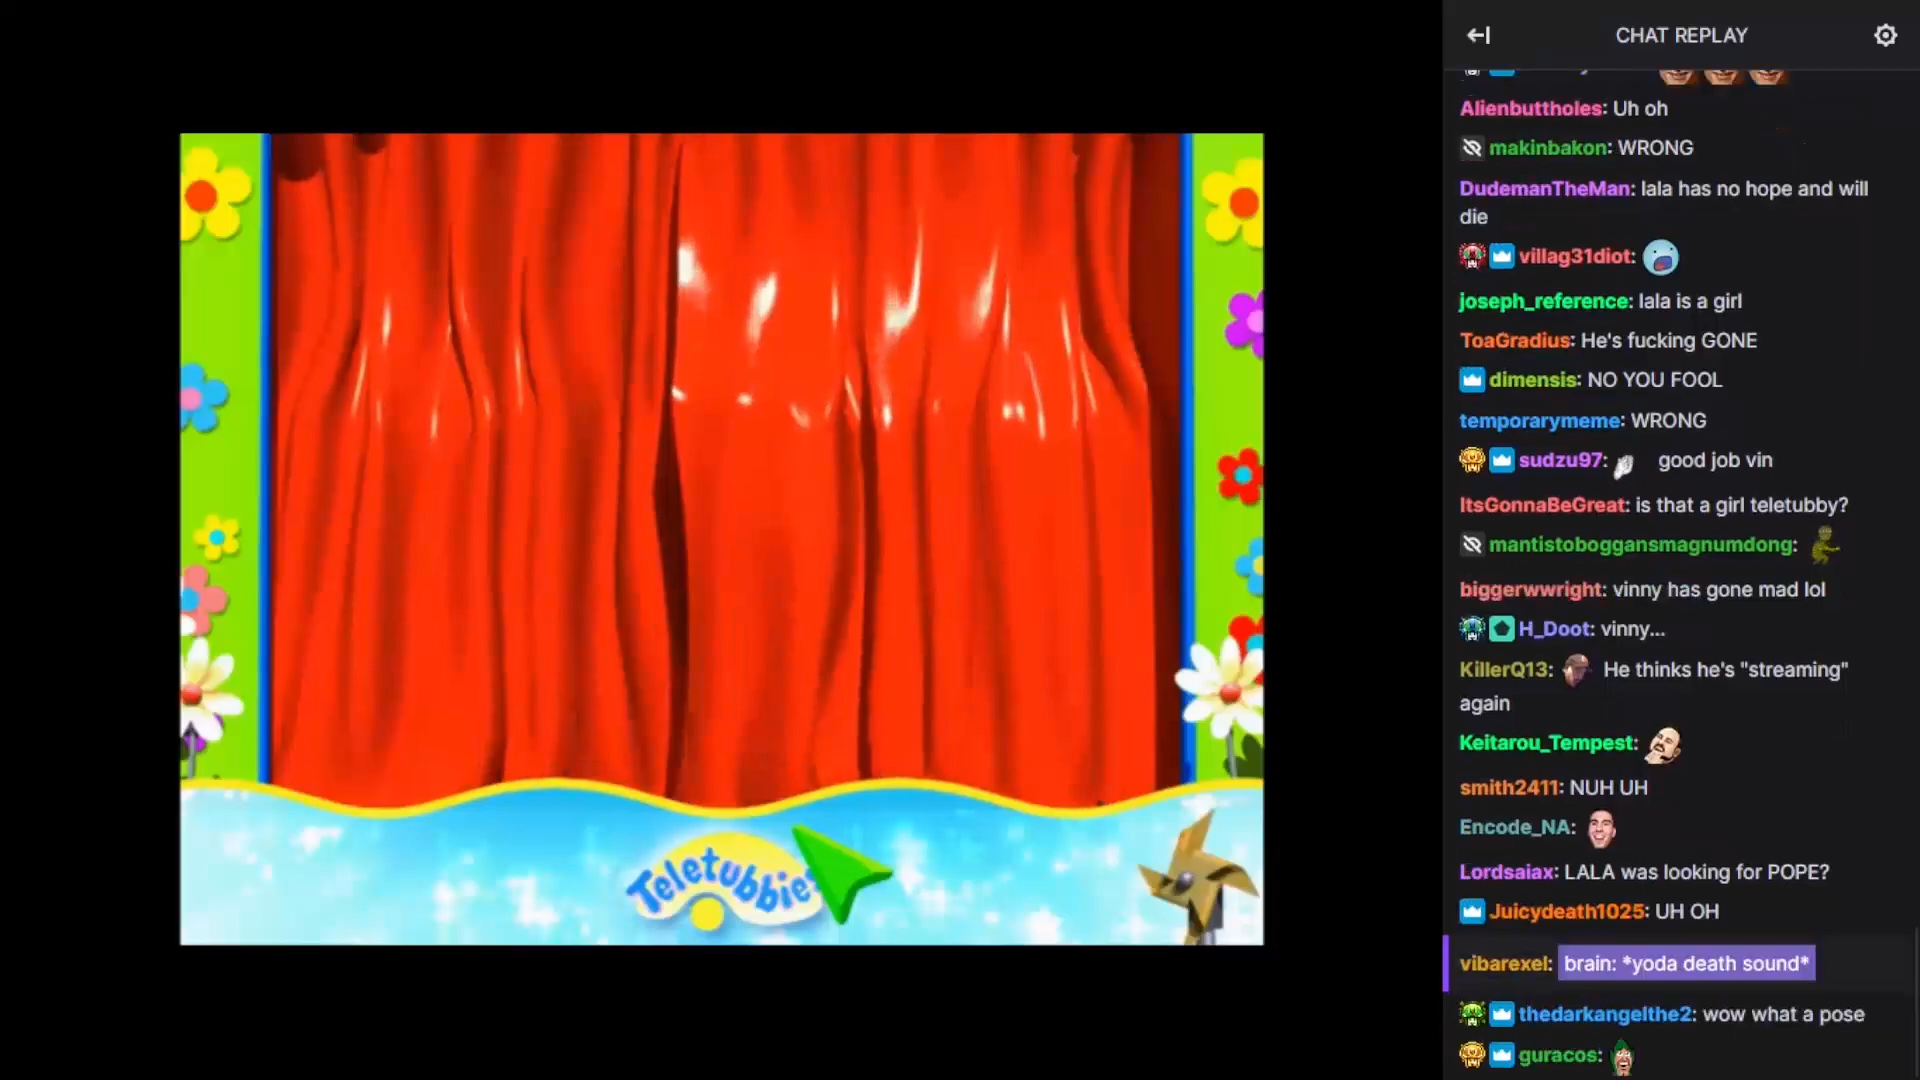 CHAT REPLAY
Alienbuttholes: Uh oh
makinbakon: WRONG
DudemanTheMan: lala has no hope and will
die
villag31diot:
joseph_reference: lala is a girl
ToaGradius: He's fucking GONE
dimensis: NO YOU FOOL
temporarymeme: WRONG
sudzu97: good job vin
ItsGonnaBeGreat: is that a girl teletubby?
mantistoboggansmagnumdong:
biggerwwright: vinny has gone mad lol
H_Doot: vinny...
KillerQ13: He thinks he's "streaming"
again
Keitarou_Tempest:
smith2411: NUH UH
Encode_NA:
Lordsaiax: LALA was looking for POPE?
Juicydeath1025: UH OH
vibarexel: brain: *yoda death sound*
thedarkangelthe2: wow what a pose
guracos:
Teletubbies